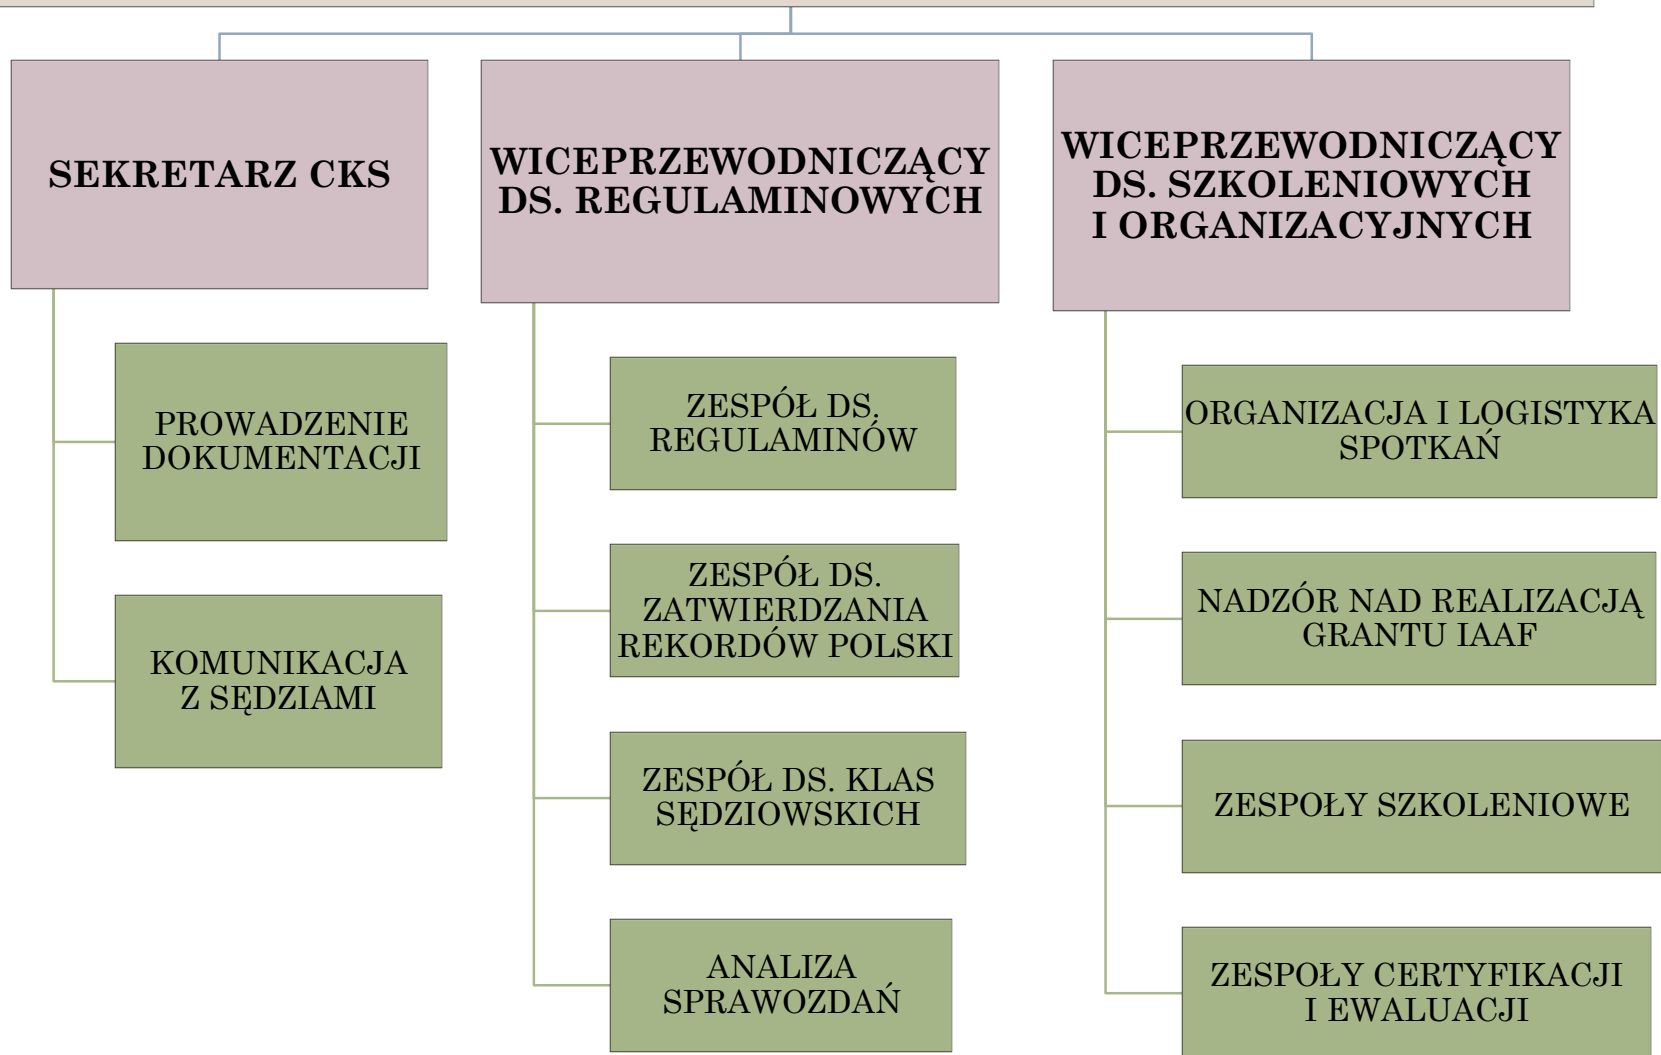 SEKRETARZ CKS
PROWADZENIE
DOKUMENTACJI
KOMUNIKACJA
Z SĘDZIAMI
WICEPRZEWODNICZĄCY
DS. REGULAMINOWYCH
ZESPÓŁ DS.
REGULAMINÓW
ZESPÓŁ DS.
ZATWIERDZANIA
REKORDÓW POLSKI
ZESPÓŁ DS. KLAS
SĘDZIOWSKICH
ANALIZA
SPRAWOZDAŃ
WICEPRZEWODNICZĄCY
DS. SZKOLENIOWYCH
I ORGANIZACYJNYCH
ORGANIZACJA I LOGISTYKA
SPOTKAŃ
NADZÓR NAD REALIZACJĄ
GRANTU IAAF
ZESPOŁY SZKOLENIOWE
ZESPOŁY CERTYFIKACJI
I EWALUACJI